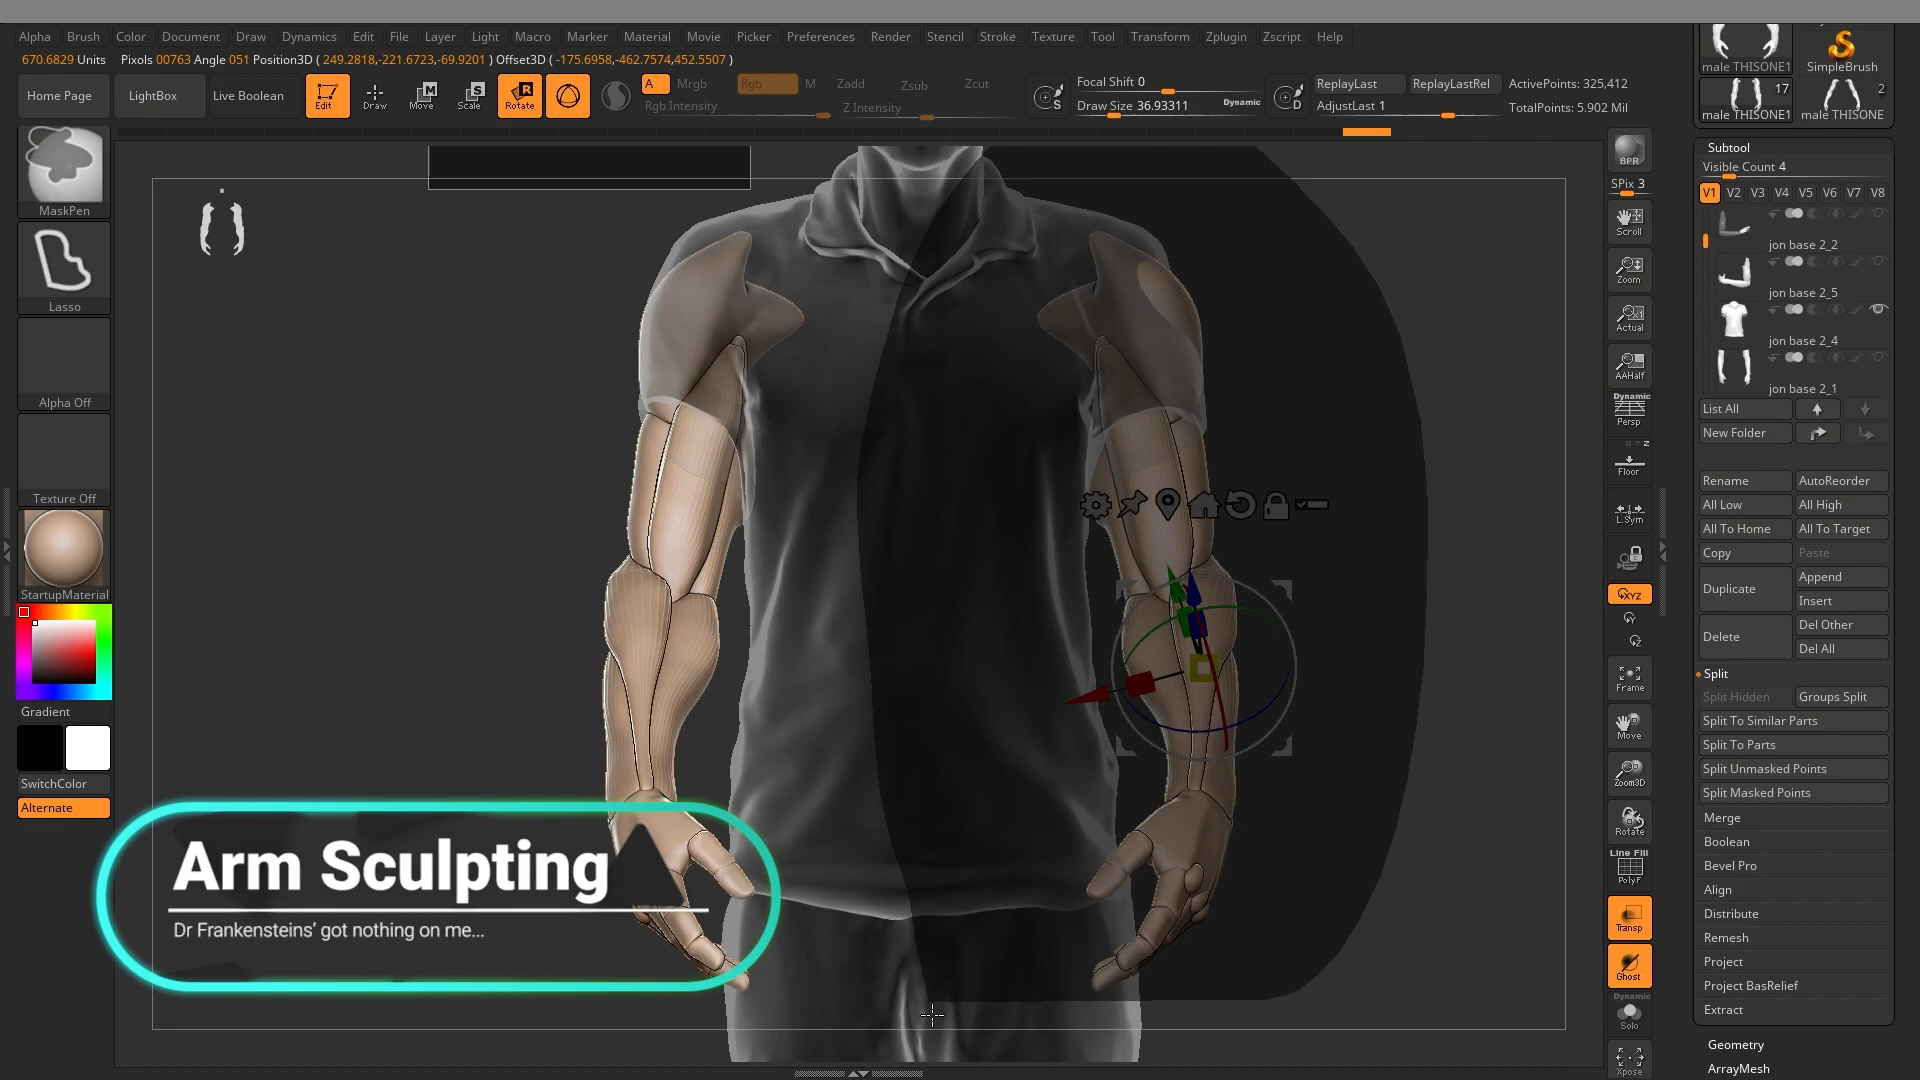 Alpha Brush Color Document Draw Dynamics Edit File Layer Light Macro Marker Material Movie Picker Preferences Render Stencil Stroke Texture Tool Transform Zplugin Zscript Help
670.6829 Units Pixols 00763 Angle 051 Position3D ( 249.2818,-221.6723,-69.9201 ) Offset3D ( -175.6958,-462.7574,452.5507 )
Home Page LightBox Live Boolean Edit Draw Move Scale Rotate
A Mrgb Rgb M Zadd Zsub Zcut
Rgb Intensity Z Intensity
S Focal Shift 0
Draw Size 36.93311 Dynamic
D ReplayLast ReplayLastRel ActivePoints: 325,412
AdjustLast 1 TotalPoints: 5.902 Mil
MaskPen
Lasso
Alpha Off
Texture Off
StartupMaterial
Gradient
SwitchColor
Alternate
Arm Sculpting
Dr Frankensteins' got nothing on me...
BPR
SPix 3
Scroll
Zoom
Actual
AAHalf
Dynamic
Persp
X Y Z
Floor
L.Sym
XYZ
Y
Z
Frame
Move
Zoom3D
Rotate
Line Fill
PolyF
Transp
Ghost
Dynamic
Solo
Xpose
male THISONE1 SimpleBrush
17 2
male THISONE1 male THISONE
Subtool
Visible Count 4
V1 V2 V3 V4 V5 V6 V7 V8
jon base 2_2
jon base 2_5
jon base 2_4
jon base 2_1
List All
New Folder
Rename AutoReorder
All Low All High
All To Home All To Target
Copy Paste
Duplicate Append
Insert
Delete Del Other
Del All
Split
Split Hidden Groups Split
Split To Similar Parts
Split To Parts
Split Unmasked Points
Split Masked Points
Merge
Boolean
Bevel Pro
Align
Distribute
Remesh
Project
Project BasRelief
Extract
Geometry
ArrayMesh